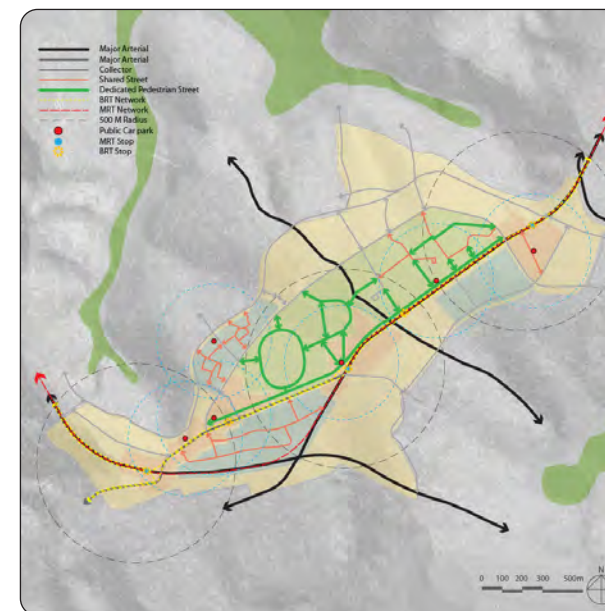 Major Arterial
Major Arterial
Collector
Shared Street
Dedicated Pedestrian Street
BRT Network
MRT Network
500 M Radius
Public Car park
MRT Stop
BRT Stop
N
0 100 200 300 500m